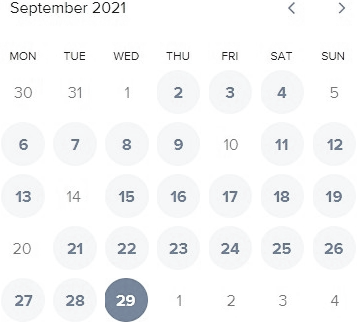 September 2021
MON TUE WED THU FRI SAT SUN
30 31 1 2 3 4 5
6 7 8 9 10 11 12
13 14 15 16 17 18 19
20 21 22 23 24 25 26
27 28 29 1 2 3 4